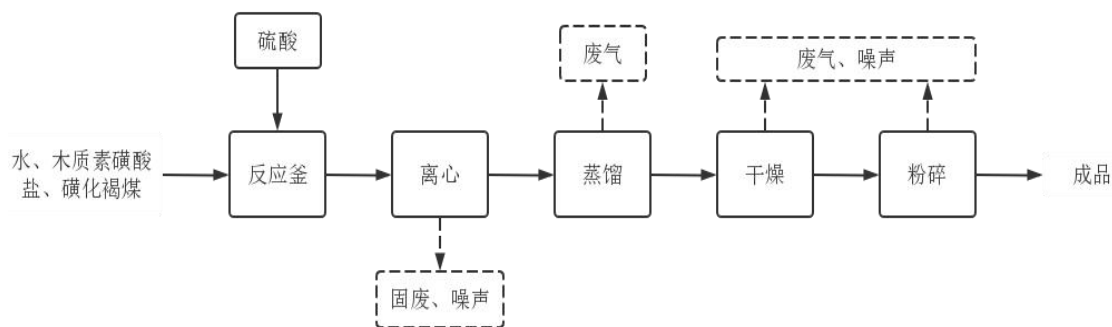 硫酸
废气
废气、噪声
水、木质素磺酸
盐、磺化褐煤
反应釜
离心
蒸馏
干燥
粉碎
成品
固废、噪声